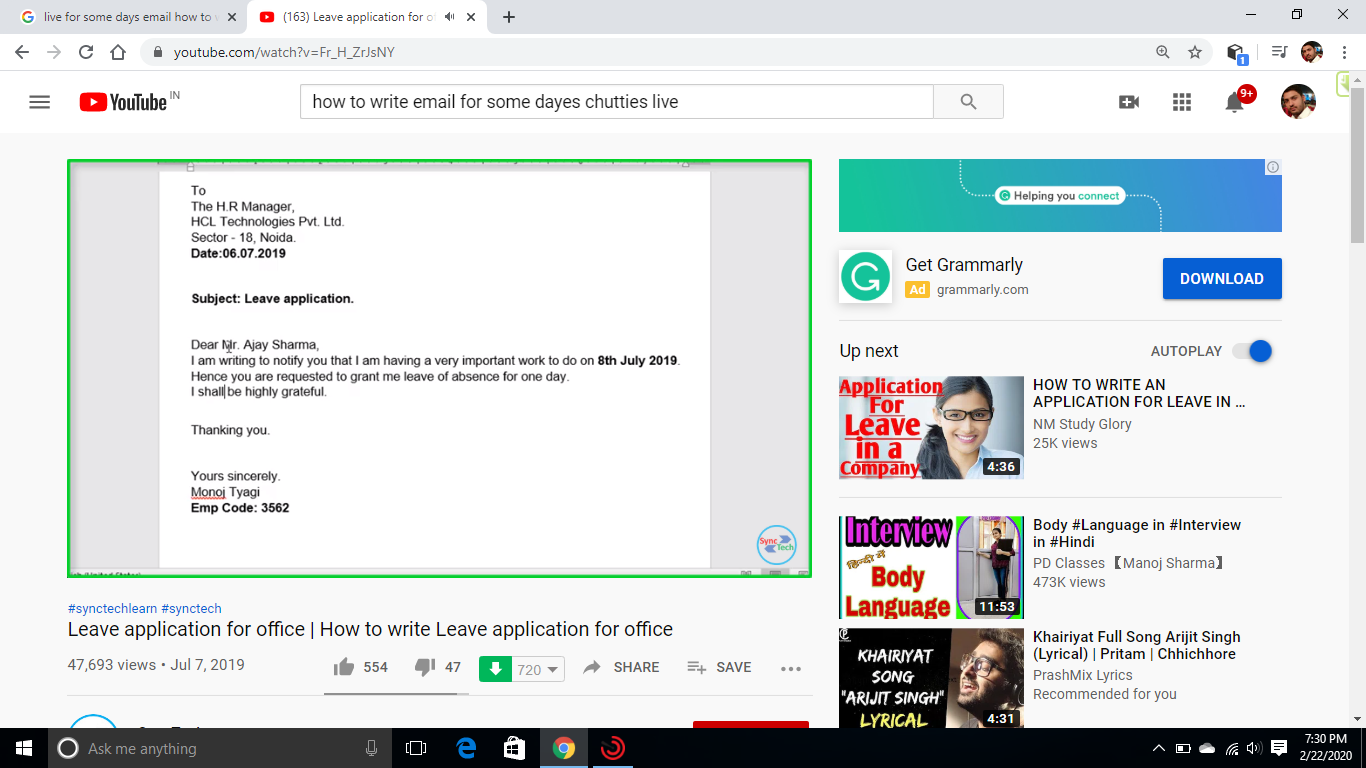 live for some days email how to
(163) Leave application for of
youtube.com/watch?v=Fr_H_ZrJsNY
1
YouTube IN
how to write email for some dayes chutties live
9+
To
The H.R Manager,
HCL Technologies Pvt. Ltd.
Sector - 18, Noida.
Date:06.07.2019
Subject: Leave application.
Dear Mr. Ajay Sharma,
I am writing to notify you that I am having a very important work to do on 8th July 2019.
Hence you are requested to grant me leave of absence for one day.
I shall be highly grateful.
Thanking you.
Yours sincerely.
Monoj Tyagi
Emp Code: 3562
Sync
Tech
#synctechlearn #synctech
Leave application for office | How to write Leave application for office
47,693 views • Jul 7, 2019
554
47
720
SHARE
SAVE
Helping you connect
Get Grammarly
Ad grammarly.com
DOWNLOAD
Up next
AUTOPLAY
Application
For
Leave
in a
Company
4:36
HOW TO WRITE AN
APPLICATION FOR LEAVE IN ...
NM Study Glory
25K views
Interview
हिन्दी में
Body
Language
11:53
Body #Language in #Interview
in #Hindi
PD Classes【Manoj Sharma】
473K views
KHAIRIYAT
SONG
"ARIJIT SINGH"
LYRICAL
4:31
Khairiyat Full Song Arijit Singh
(Lyrical) | Pritam | Chhichhore
PrashMix Lyrics
Recommended for you
Ask me anything
7:30 PM
2/22/2020